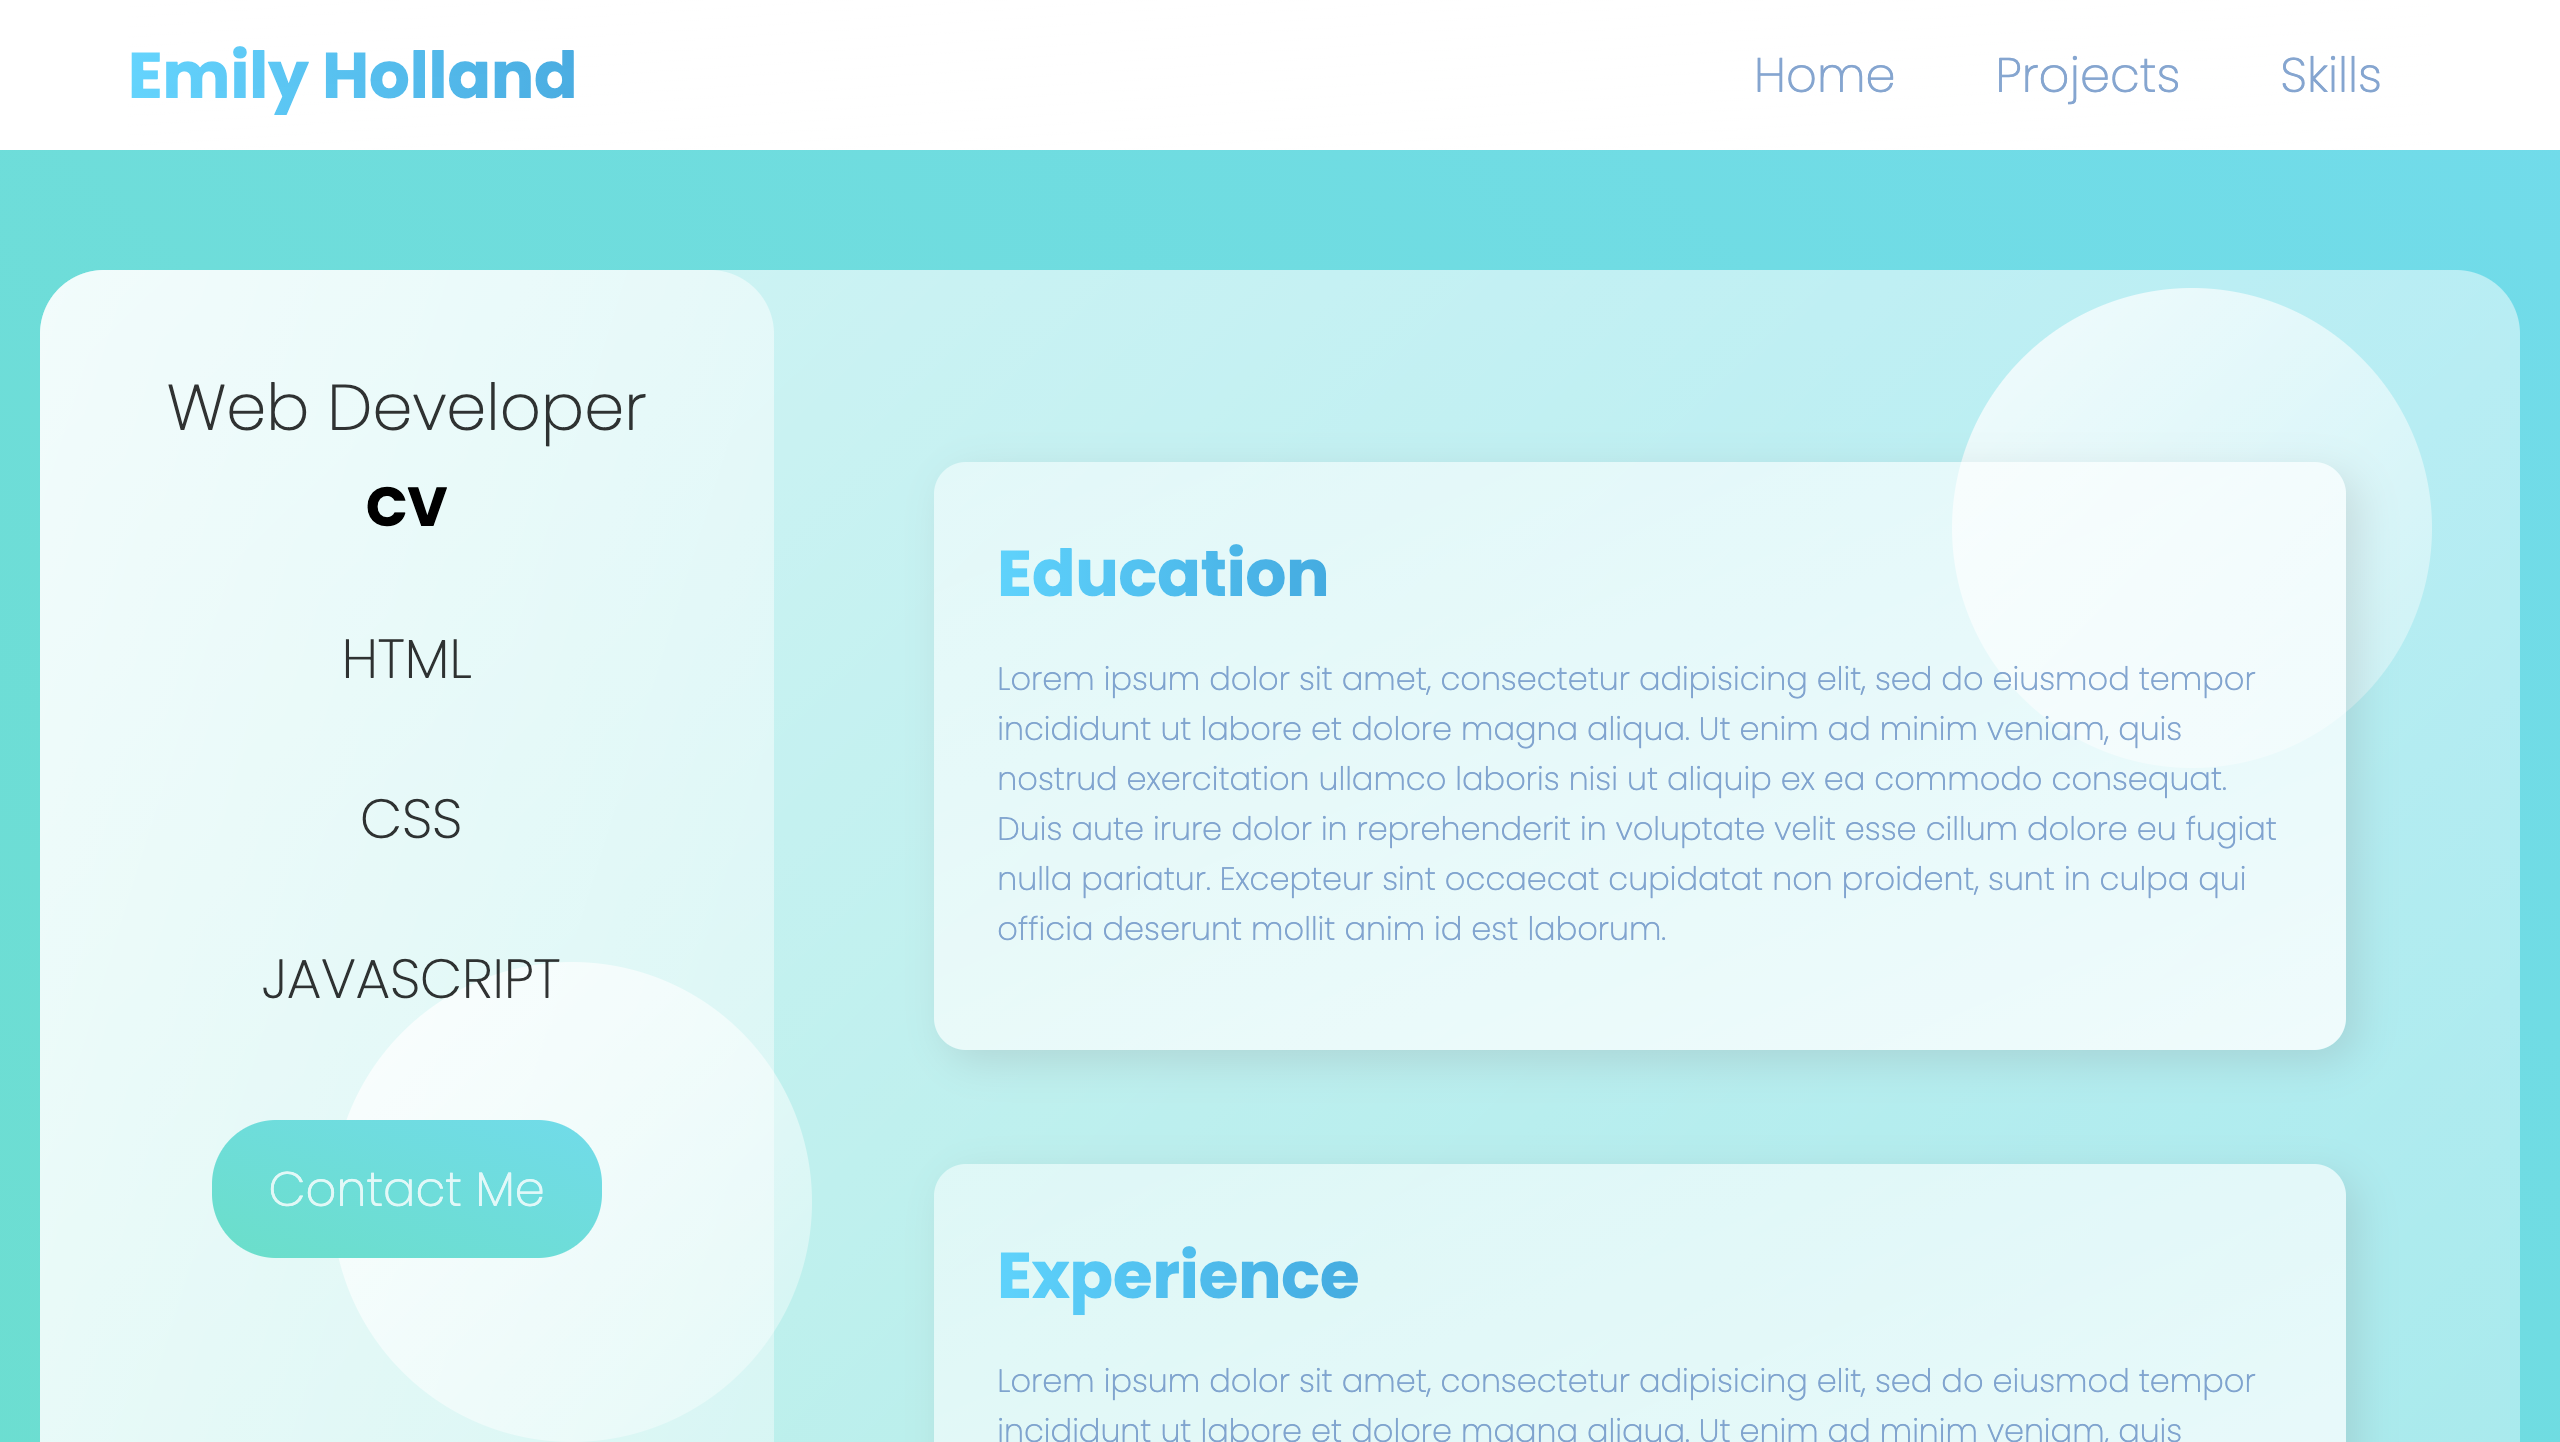 Emily Holland
Home Projects Skills
Web Developer
CV
HTML
CSS
JAVASCRIPT
Contact Me
Education
Lorem ipsum dolor sit amet, consectetur adipisicing elit, sed do eiusmod tempor
incididunt ut labore et dolore magna aliqua. Ut enim ad minim veniam, quis
nostrud exercitation ullamco laboris nisi ut aliquip ex ea commodo consequat.
Duis aute irure dolor in reprehenderit in voluptate velit esse cillum dolore eu fugiat
nulla pariatur. Excepteur sint occaecat cupidatat non proident, sunt in culpa qui
officia deserunt mollit anim id est laborum.
Experience
Lorem ipsum dolor sit amet, consectetur adipisicing elit, sed do eiusmod tempor
incididunt ut labore et dolore magna aliqua. Ut enim ad minim veniam, quis